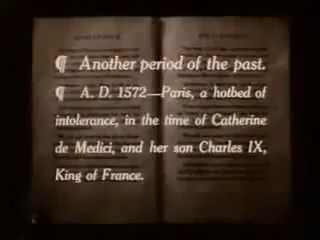 ¶ Another period of the past.
¶ A. D. 1572—Paris, a hotbed of
intolerance, in the time of Catherine
de Medici, and her son Charles IX,
King of France.